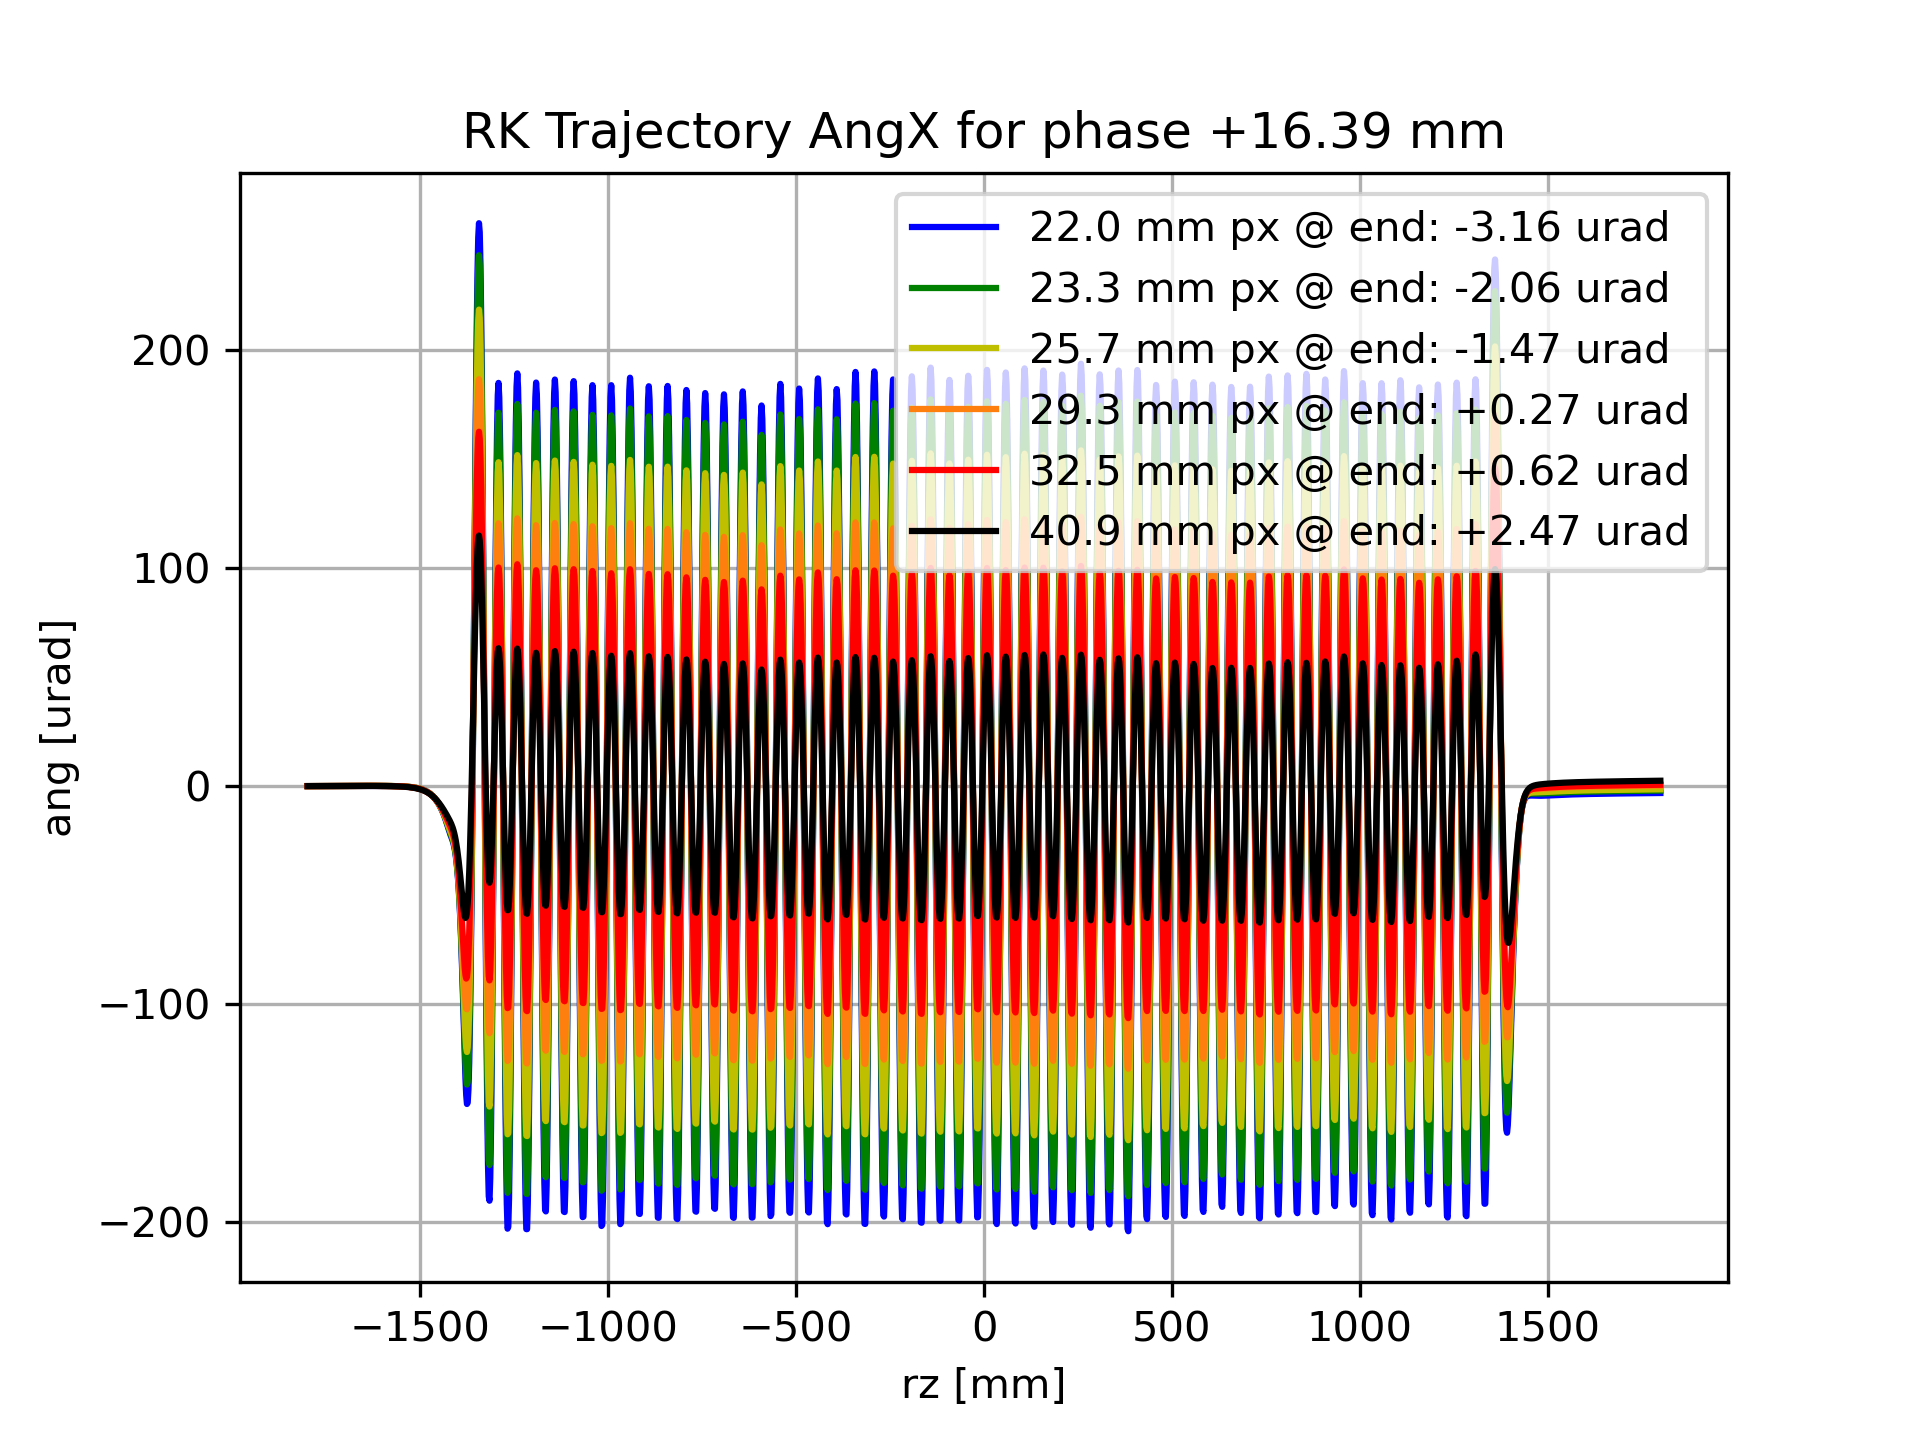 RK Trajectory AngX for phase +16.39 mm
22.0 mm px @ end: -3.16 urad
23.3 mm px @ end: -2.06 urad
25.7 mm px @ end: -1.47 urad
29.3 mm px @ end: +0.27 urad
32.5 mm px @ end: +0.62 urad
40.9 mm px @ end: +2.47 urad
ang [urad]
200
100
0
−100
−200
−1500 −1000 −500 0 500 1000 1500
rz [mm]